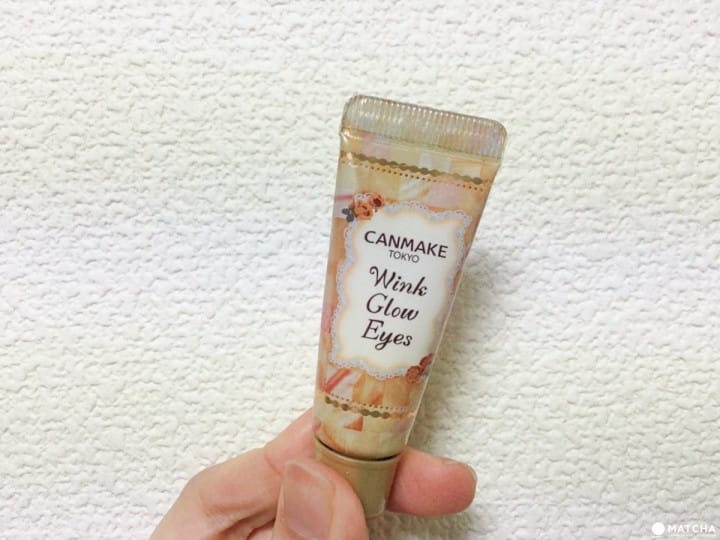 CANMAKE
TOKYO
Wink
Glow
Eyes
MATCHA